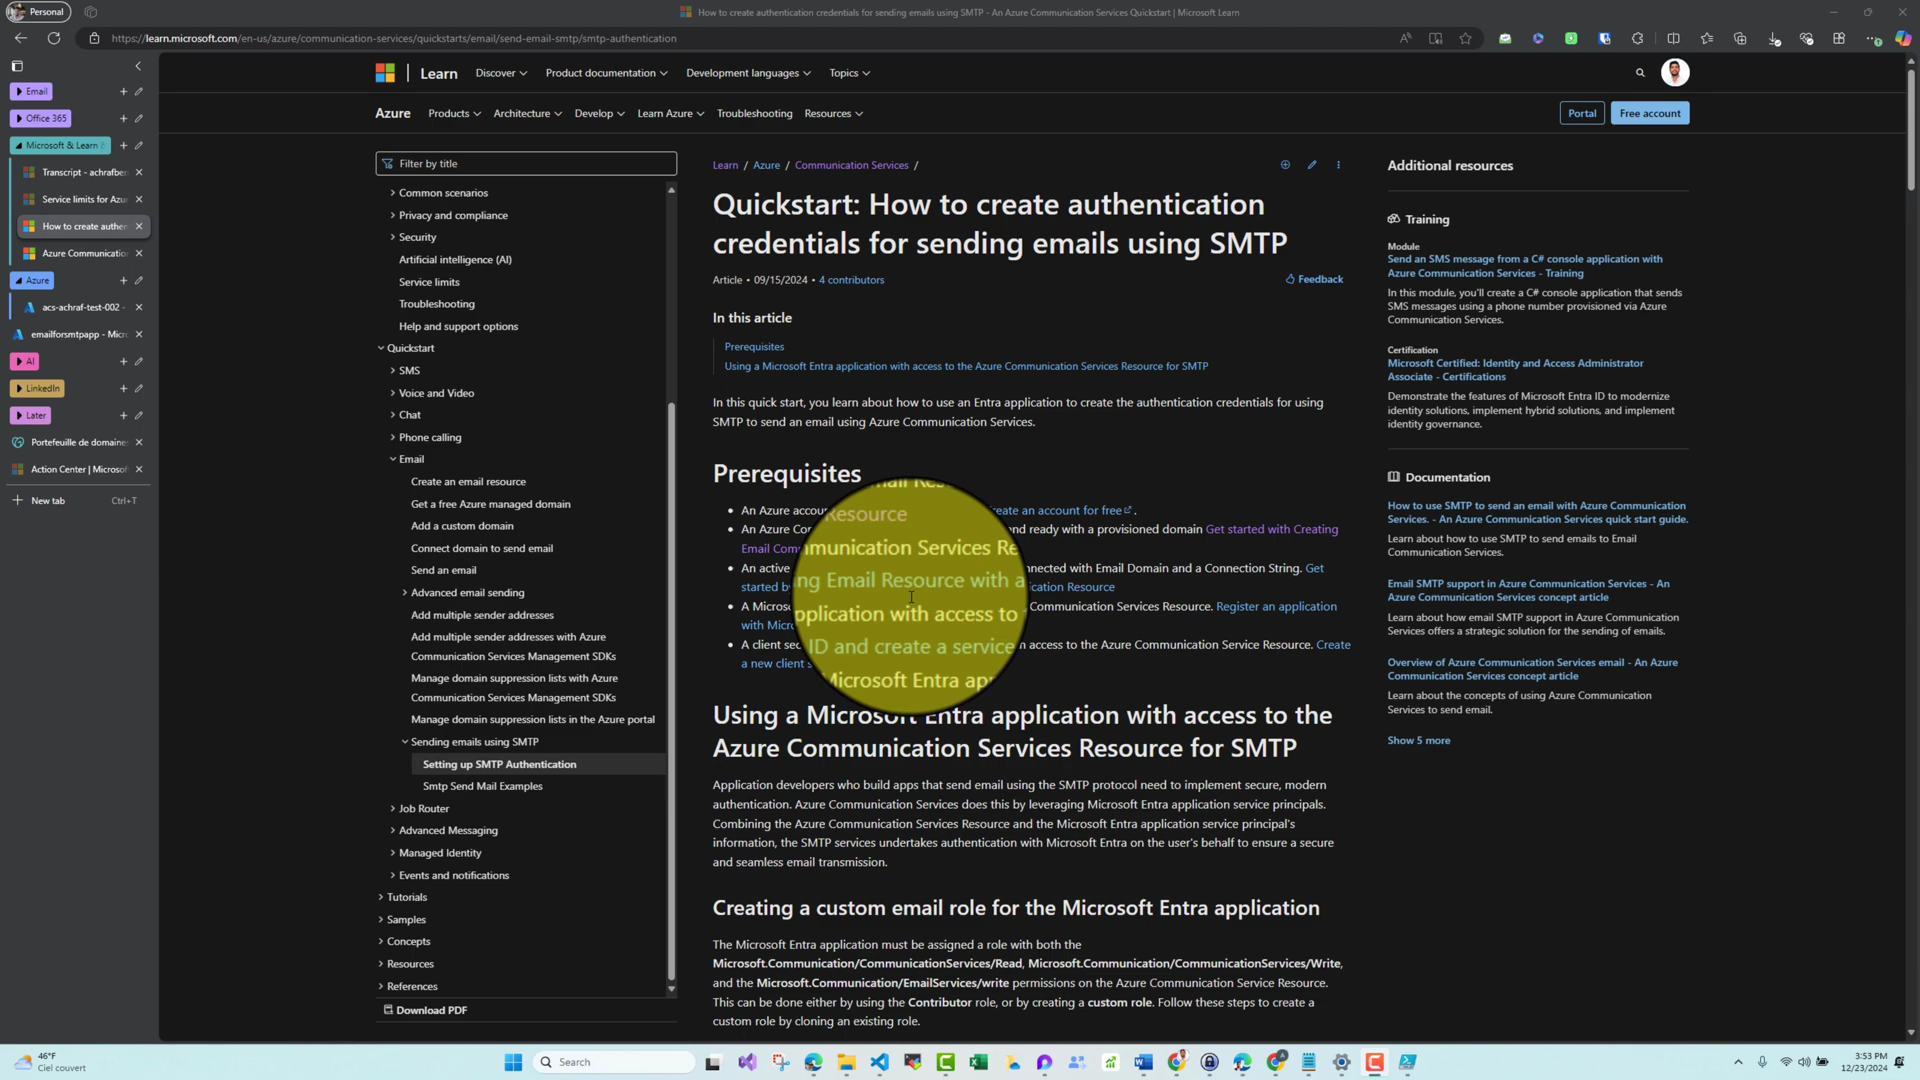 Personal
How to create authentication credentials for sending emails using SMTP - An Azure Communication Services Quickstart | Microsoft Learn
https://learn.microsoft.com/en-us/azure/communication-services/quickstarts/email/send-email-smtp/smtp-authentication
Email
Office 365
Microsoft & Learn
Transcript - achrafber
Service limits for Azu
How to create authen
Azure Communicatio
Azure
acs-achraf-test-002 -
emailforsmtpapp - Micr
AI
LinkedIn
Later
Portefeuille de domaine
Action Center | Microsof
New tab Ctrl+T
Learn Discover Product documentation Development languages Topics
Azure Products Architecture Develop Learn Azure Troubleshooting Resources Portal Free account
Filter by title
Common scenarios
Privacy and compliance
Security
Artificial intelligence (AI)
Service limits
Troubleshooting
Help and support options
Quickstart
SMS
Voice and Video
Chat
Phone calling
Email
Create an email resource
Get a free Azure managed domain
Add a custom domain
Connect domain to send email
Send an email
Advanced email sending
Add multiple sender addresses
Add multiple sender addresses with Azure
Communication Services Management SDKs
Manage domain suppression lists with Azure
Communication Services Management SDKs
Manage domain suppression lists in the Azure portal
Sending emails using SMTP
Setting up SMTP Authentication
Smtp Send Mail Examples
Job Router
Advanced Messaging
Managed Identity
Events and notifications
Tutorials
Samples
Concepts
Resources
References
Download PDF
Learn / Azure / Communication Services /
Quickstart: How to create authentication
credentials for sending emails using SMTP
Article • 09/15/2024 • 4 contributors
Feedback
In this article
Prerequisites
Using a Microsoft Entra application with access to the Azure Communication Services Resource for SMTP
In this quick start, you learn about how to use an Entra application to create the authentication credentials for using
SMTP to send an email using Azure Communication Services.
Prerequisites
• An Azure accou reate an account for free .
• An Azure Co nd ready with a provisioned domain Get started with Creating
Email Com
• An active nnected with Email Domain and a Connection String. Get
started by ication Resource
• A Microso Communication Services Resource. Register an application
with Micr
• A client sec n access to the Azure Communication Service Resource. Create
a new client s
Resource
mmunication Services Re
ng Email Resource with a
pplication with access to
ID and create a service
Microsoft Entra ap
Using a Microsoft Entra application with access to the
Azure Communication Services Resource for SMTP
Application developers who build apps that send email using the SMTP protocol need to implement secure, modern
authentication. Azure Communication Services does this by leveraging Microsoft Entra application service principals.
Combining the Azure Communication Services Resource and the Microsoft Entra application service principal's
information, the SMTP services undertakes authentication with Microsoft Entra on the user's behalf to ensure a secure
and seamless email transmission.
Creating a custom email role for the Microsoft Entra application
The Microsoft Entra application must be assigned a role with both the
Microsoft.Communication/CommunicationServices/Read, Microsoft.Communication/CommunicationServices/Write,
and the Microsoft.Communication/EmailServices/write permissions on the Azure Communication Service Resource.
This can be done either by using the Contributor role, or by creating a custom role. Follow these steps to create a
custom role by cloning an existing role.
Additional resources
Training
Module
Send an SMS message from a C# console application with
Azure Communication Services - Training
In this module, you'll create a C# console application that sends
SMS messages using a phone number provisioned via Azure
Communication Services.
Certification
Microsoft Certified: Identity and Access Administrator
Associate - Certifications
Demonstrate the features of Microsoft Entra ID to modernize
identity solutions, implement hybrid solutions, and implement
identity governance.
Documentation
How to use SMTP to send an email with Azure Communication
Services. - An Azure Communication Services quick start guide.
Learn about how to use SMTP to send emails to Email
Communication Services.
Email SMTP support in Azure Communication Services - An
Azure Communication Services concept article
Learn about how email SMTP support in Azure Communication
Services offers a strategic solution for the sending of emails.
Overview of Azure Communication Services email - An Azure
Communication Services concept article
Learn about the concepts of using Azure Communication
Services to send email.
Show 5 more
46°F
Ciel couvert
Search
3:53 PM
12/23/2024